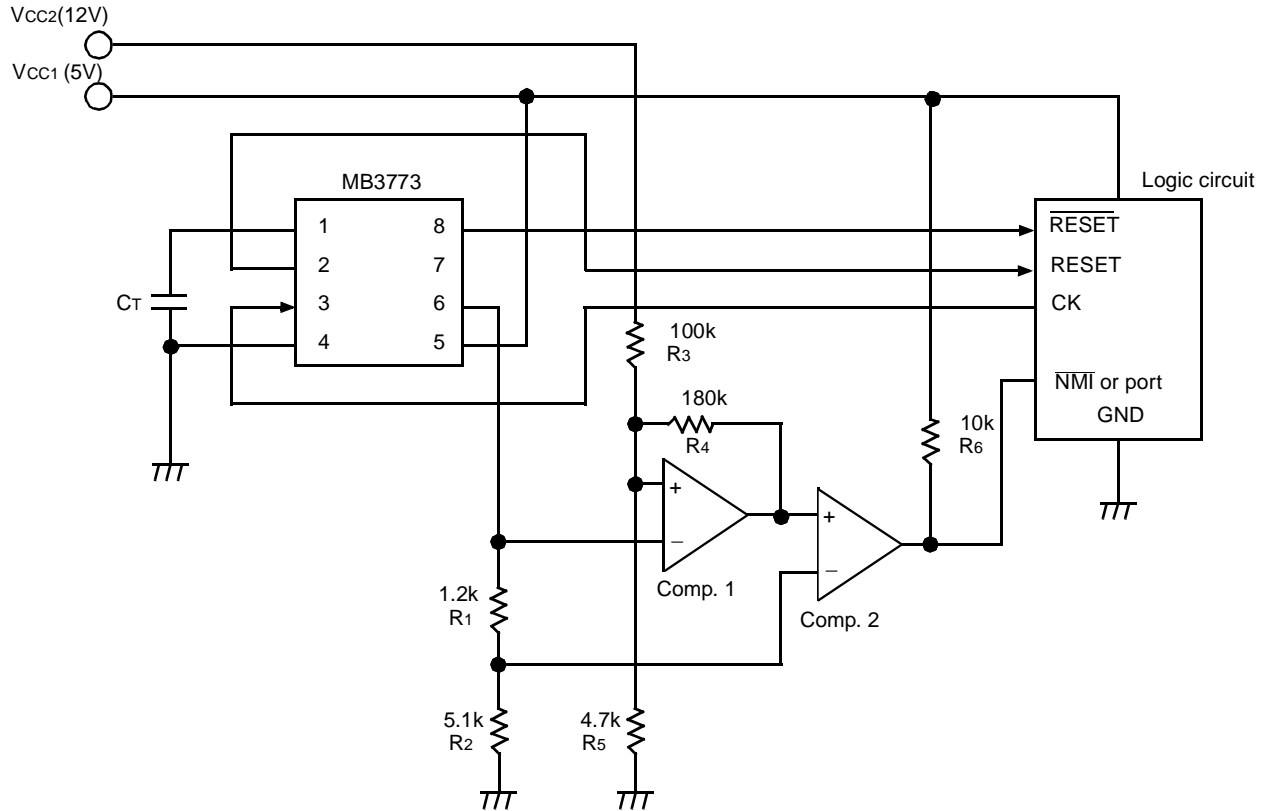 VCC2(12V)
VCC1 (5V)
MB3773
Logic circuit
1 8
2 7
3 6
4 5
CT
RESET
RESET
CK
NMI or port
GND
100k
R3
180k
R4
10k
R6
+
−
Comp. 1
+
−
Comp. 2
1.2k
R1
5.1k
R2
4.7k
R5